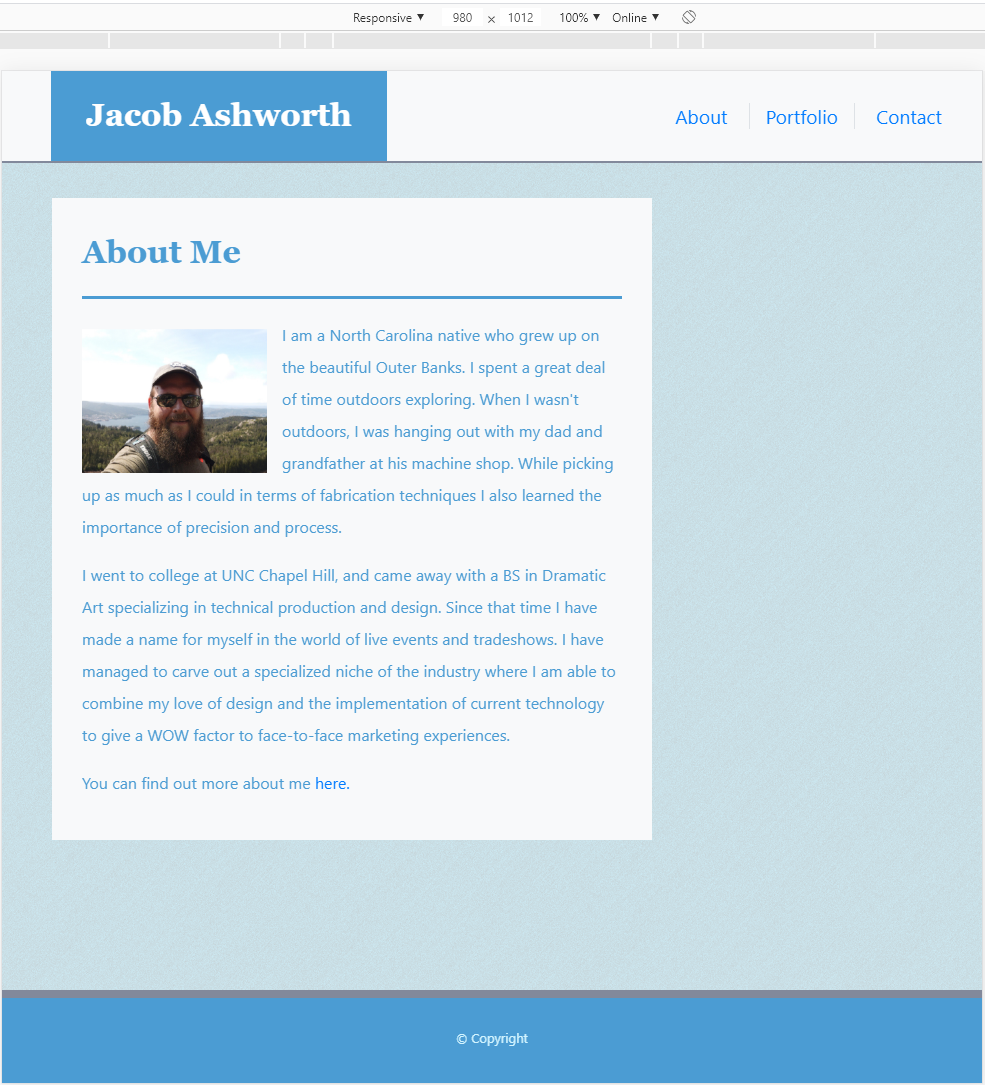 Responsive ▼ 980 × 1012 100% ▼ Online ▼
Jacob Ashworth
About Portfolio Contact
About Me
I am a North Carolina native who grew up on
the beautiful Outer Banks. I spent a great deal
of time outdoors exploring. When I wasn't
outdoors, I was hanging out with my dad and
grandfather at his machine shop. While picking
up as much as I could in terms of fabrication techniques I also learned the
importance of precision and process.
I went to college at UNC Chapel Hill, and came away with a BS in Dramatic
Art specializing in technical production and design. Since that time I have
made a name for myself in the world of live events and tradeshows. I have
managed to carve out a specialized niche of the industry where I am able to
combine my love of design and the implementation of current technology
to give a WOW factor to face-to-face marketing experiences.
You can find out more about me here.
© Copyright